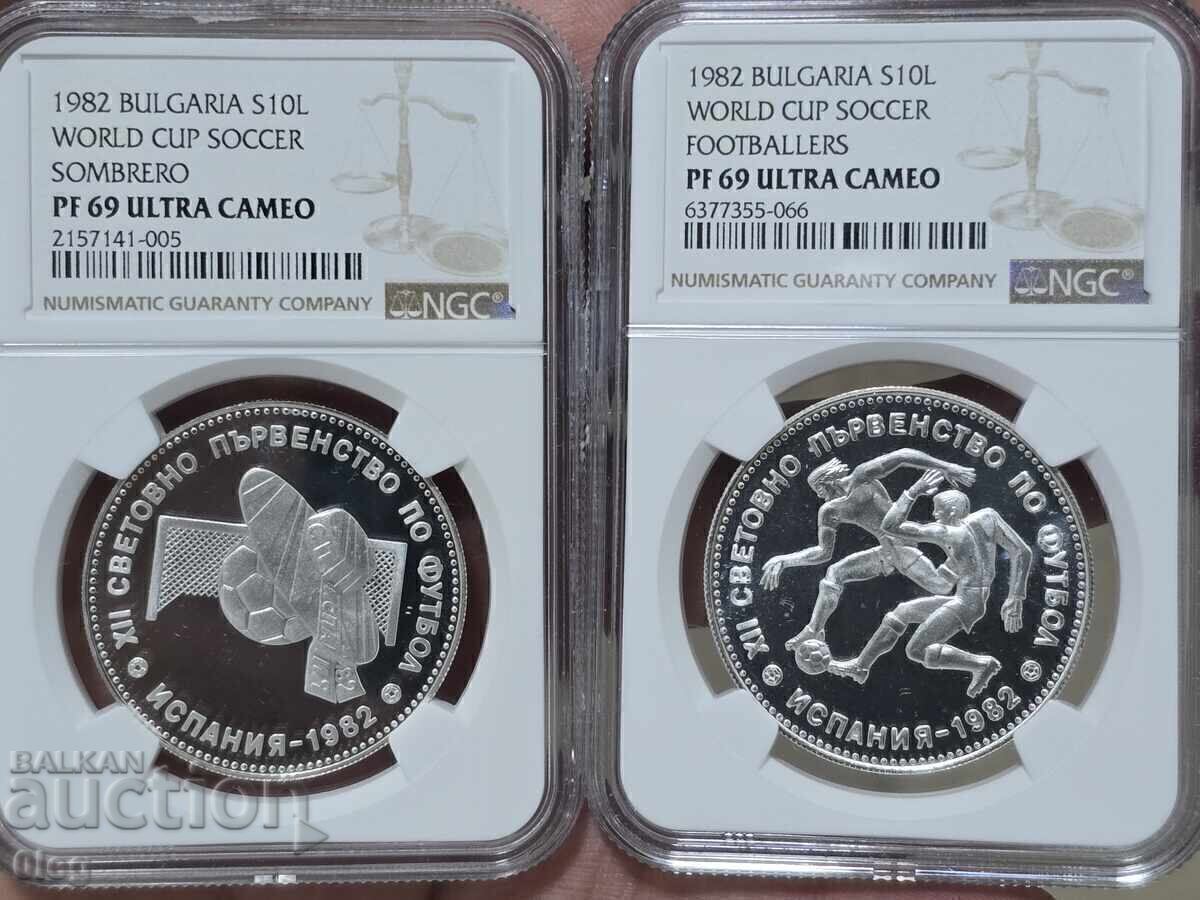 1982 BULGARIA S10L
WORLD CUP SOCCER
SOMBRERO
PF 69 ULTRA CAMEO
2157141-005
NUMISMATIC GUARANTY COMPANY
NGC®
XII СВЕТОВНО ПЪРВЕНСТВО ПО ФУТБОЛ
ИСПАНИЯ-1982
1982 BULGARIA S10L
WORLD CUP SOCCER
FOOTBALLERS
PF 69 ULTRA CAMEO
6377355-066
NUMISMATIC GUARANTY COMPANY
NGC®
XII СВЕТОВНО ПЪРВЕНСТВО ПО ФУТБОЛ
ИСПАНИЯ-1982
BALKAN
auction